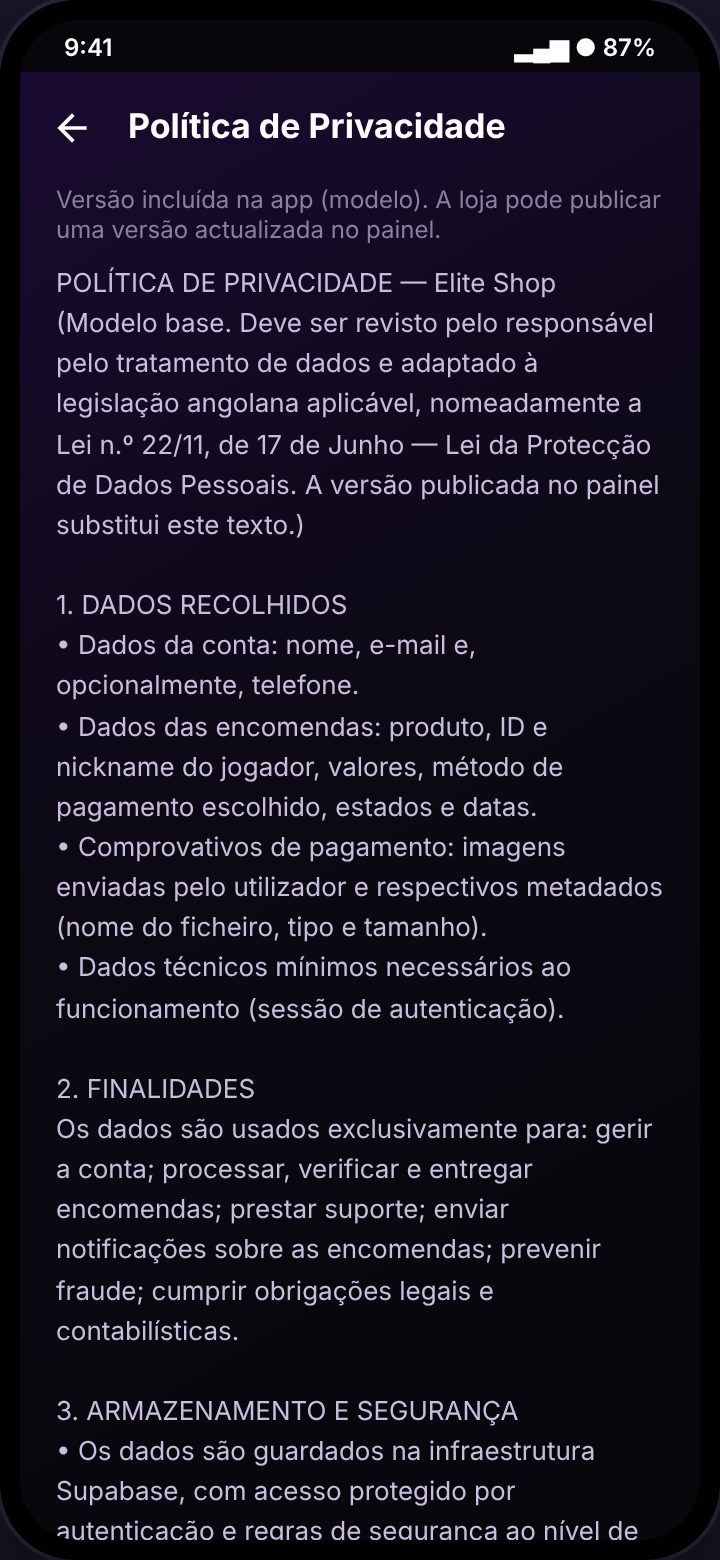 9:41
87%
Política de Privacidade
Versão incluída na app (modelo). A loja pode publicar
uma versão actualizada no painel.
POLÍTICA DE PRIVACIDADE — Elite Shop
(Modelo base. Deve ser revisto pelo responsável
pelo tratamento de dados e adaptado à
legislação angolana aplicável, nomeadamente a
Lei n.º 22/11, de 17 de Junho — Lei da Protecção
de Dados Pessoais. A versão publicada no painel
substitui este texto.)
1. DADOS RECOLHIDOS
• Dados da conta: nome, e-mail e,
opcionalmente, telefone.
• Dados das encomendas: produto, ID e
nickname do jogador, valores, método de
pagamento escolhido, estados e datas.
• Comprovativos de pagamento: imagens
enviadas pelo utilizador e respectivos metadados
(nome do ficheiro, tipo e tamanho).
• Dados técnicos mínimos necessários ao
funcionamento (sessão de autenticação).
2. FINALIDADES
Os dados são usados exclusivamente para: gerir
a conta; processar, verificar e entregar
encomendas; prestar suporte; enviar
notificações sobre as encomendas; prevenir
fraude; cumprir obrigações legais e
contabilísticas.
3. ARMAZENAMENTO E SEGURANÇA
• Os dados são guardados na infraestrutura
Supabase, com acesso protegido por
autenticação e regras de segurança ao nível de